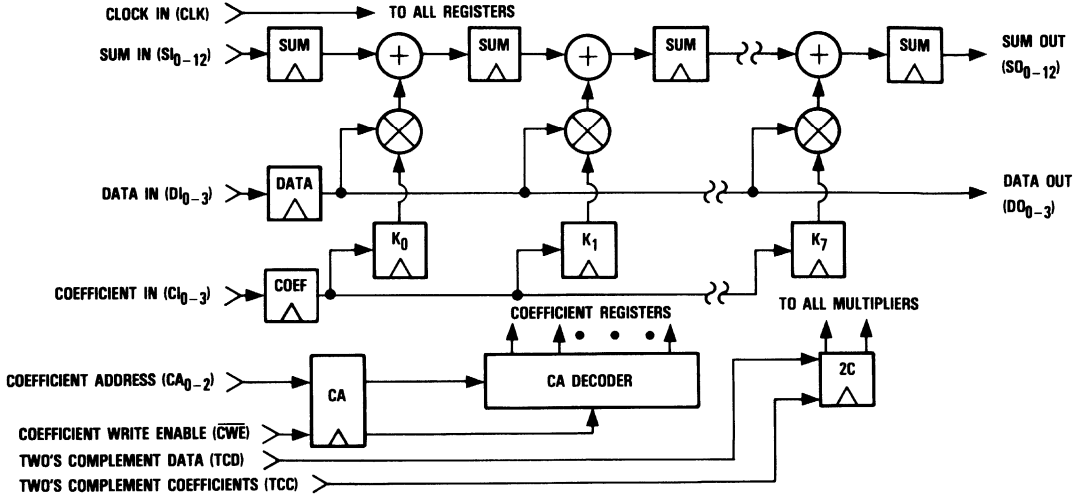 CLOCK IN (CLK)
TO ALL REGISTERS
SUM IN (SI0–12)
SUM
+
SUM
+
SUM
+
SUM
SUM OUT
(SO0–12)
DATA IN (DI0–3)
DATA
DATA OUT
(DO0–3)
K0
K1
K7
COEFFICIENT IN (CI0–3)
COEF
COEFFICIENT REGISTERS
TO ALL MULTIPLIERS
COEFFICIENT ADDRESS (CA0–2)
CA
CA DECODER
2C
COEFFICIENT WRITE ENABLE (C̅W̅E̅)
TWO'S COMPLEMENT DATA (TCD)
TWO'S COMPLEMENT COEFFICIENTS (TCC)